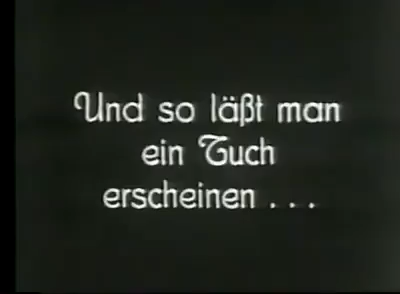 Und so läßt man
ein Tuch
erscheinen . . .